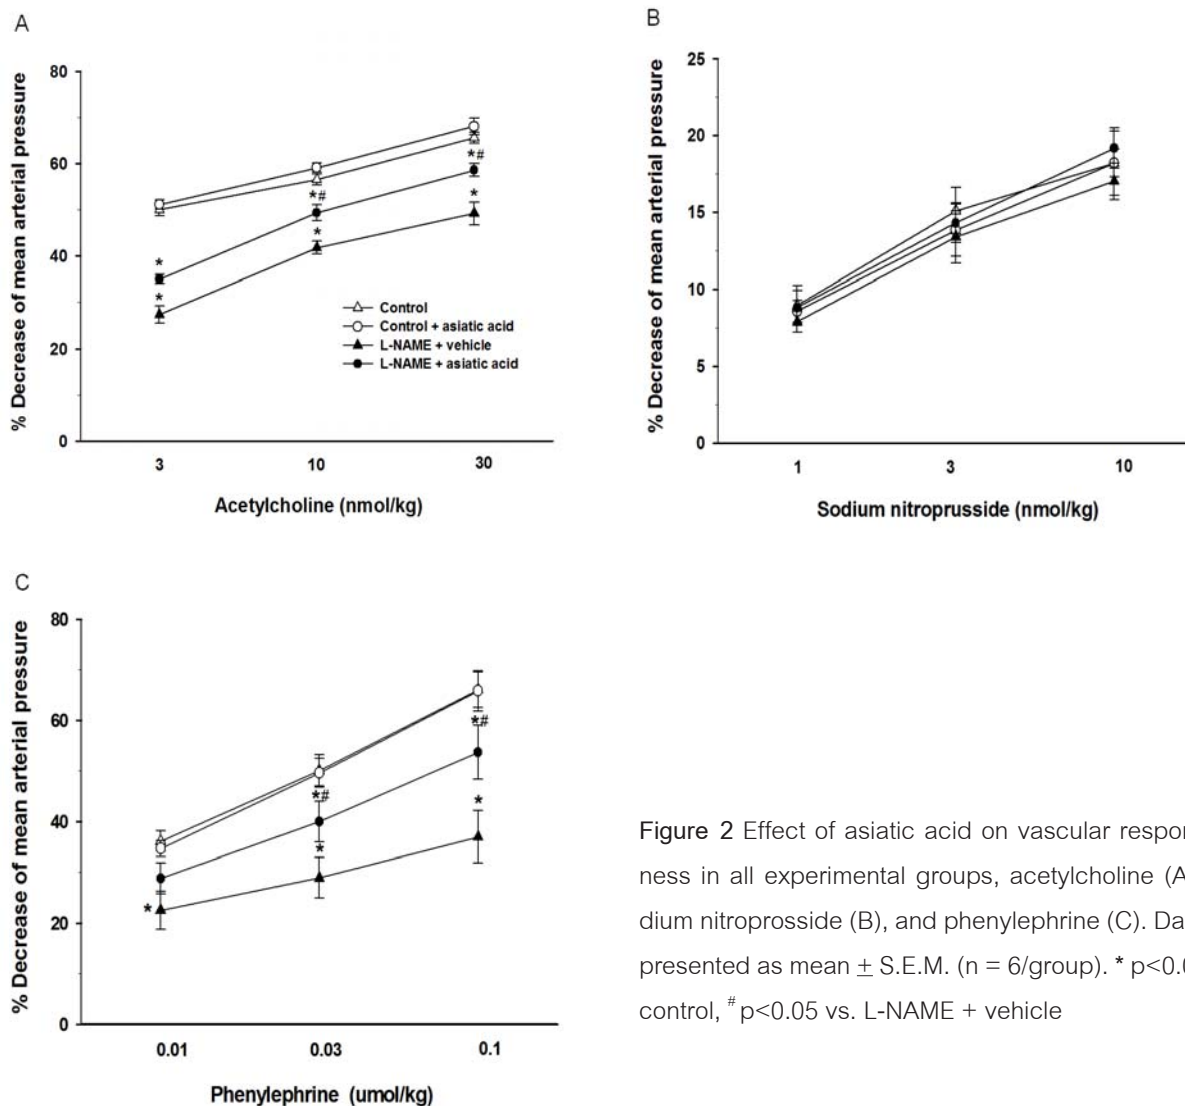 A
% Decrease of mean arterial pressure
80
60
40
20
0
*
*
*#
*
*#
*
Control
Control + asiatic acid
L-NAME + vehicle
L-NAME + asiatic acid
3 10 30
Acetylcholine (nmol/kg)
B
% Decrease of mean arterial pressure
25
20
15
10
5
0
1 3 10
Sodium nitroprusside (nmol/kg)
C
% Decrease of mean arterial pressure
80
60
40
20
0
*
*#
*
*#
*
0.01 0.03 0.1
Phenylephrine (umol/kg)
Figure 2 Effect of asiatic acid on vascular respon
ness in all experimental groups, acetylcholine (A
dium nitroprosside (B), and phenylephrine (C). Da
presented as mean ± S.E.M. (n = 6/group). * p<0.0
control, # p<0.05 vs. L-NAME + vehicle